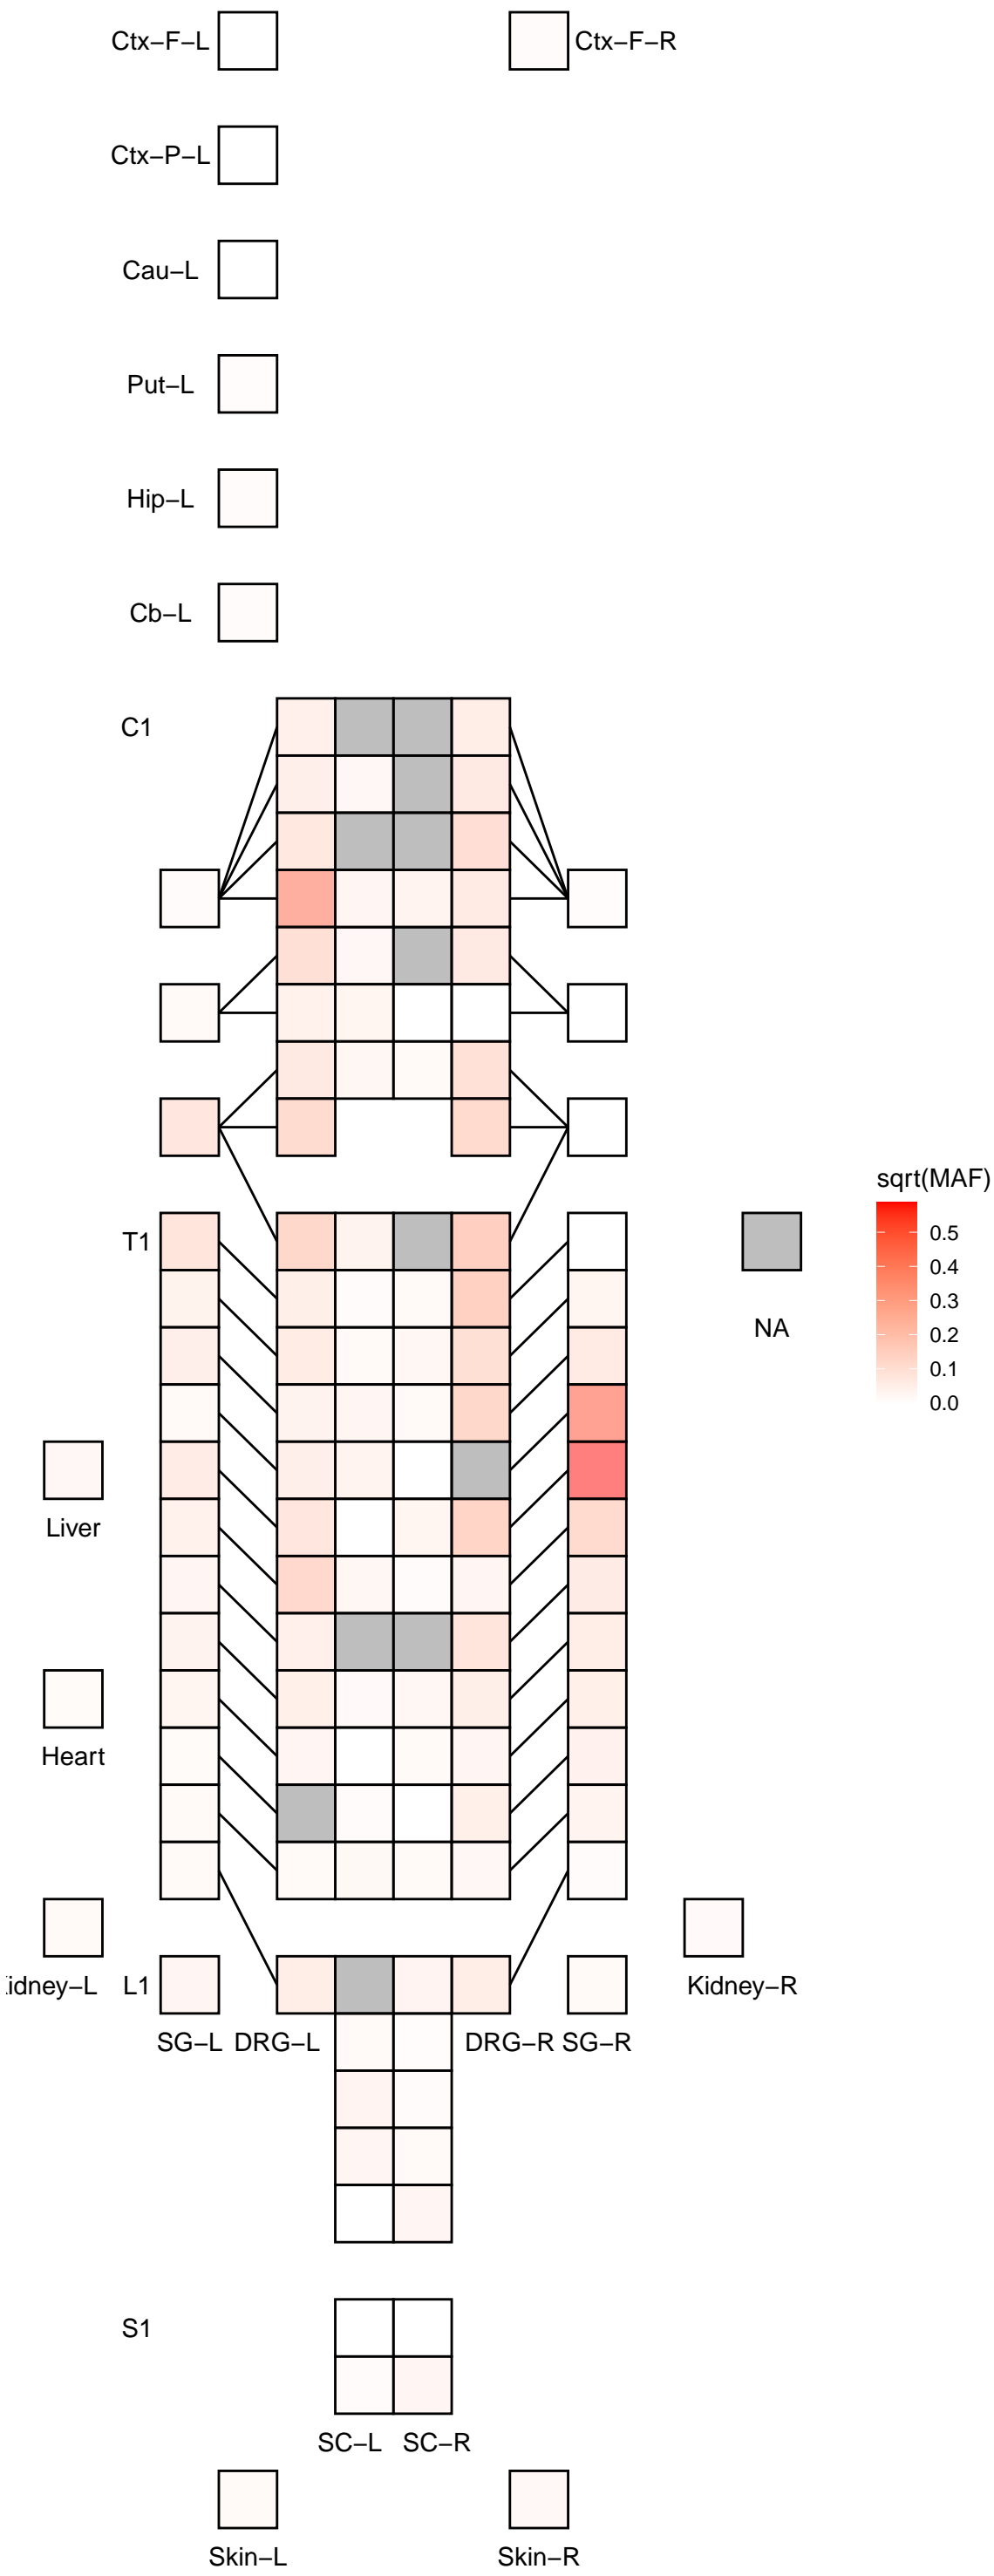 Ctx−F−L
Ctx−F−R
Ctx−P−L
Cau−L
Put−L
Hip−L
Cb−L
C1
sqrt(MAF)
T1
0.5
0.4
0.3
NA
0.2
0.1
0.0
Liver
Heart
idney−L L1
Kidney−R
SG−L DRG−L DRG−R SG−R
S1
SC−L SC−R
Skin−L Skin−R